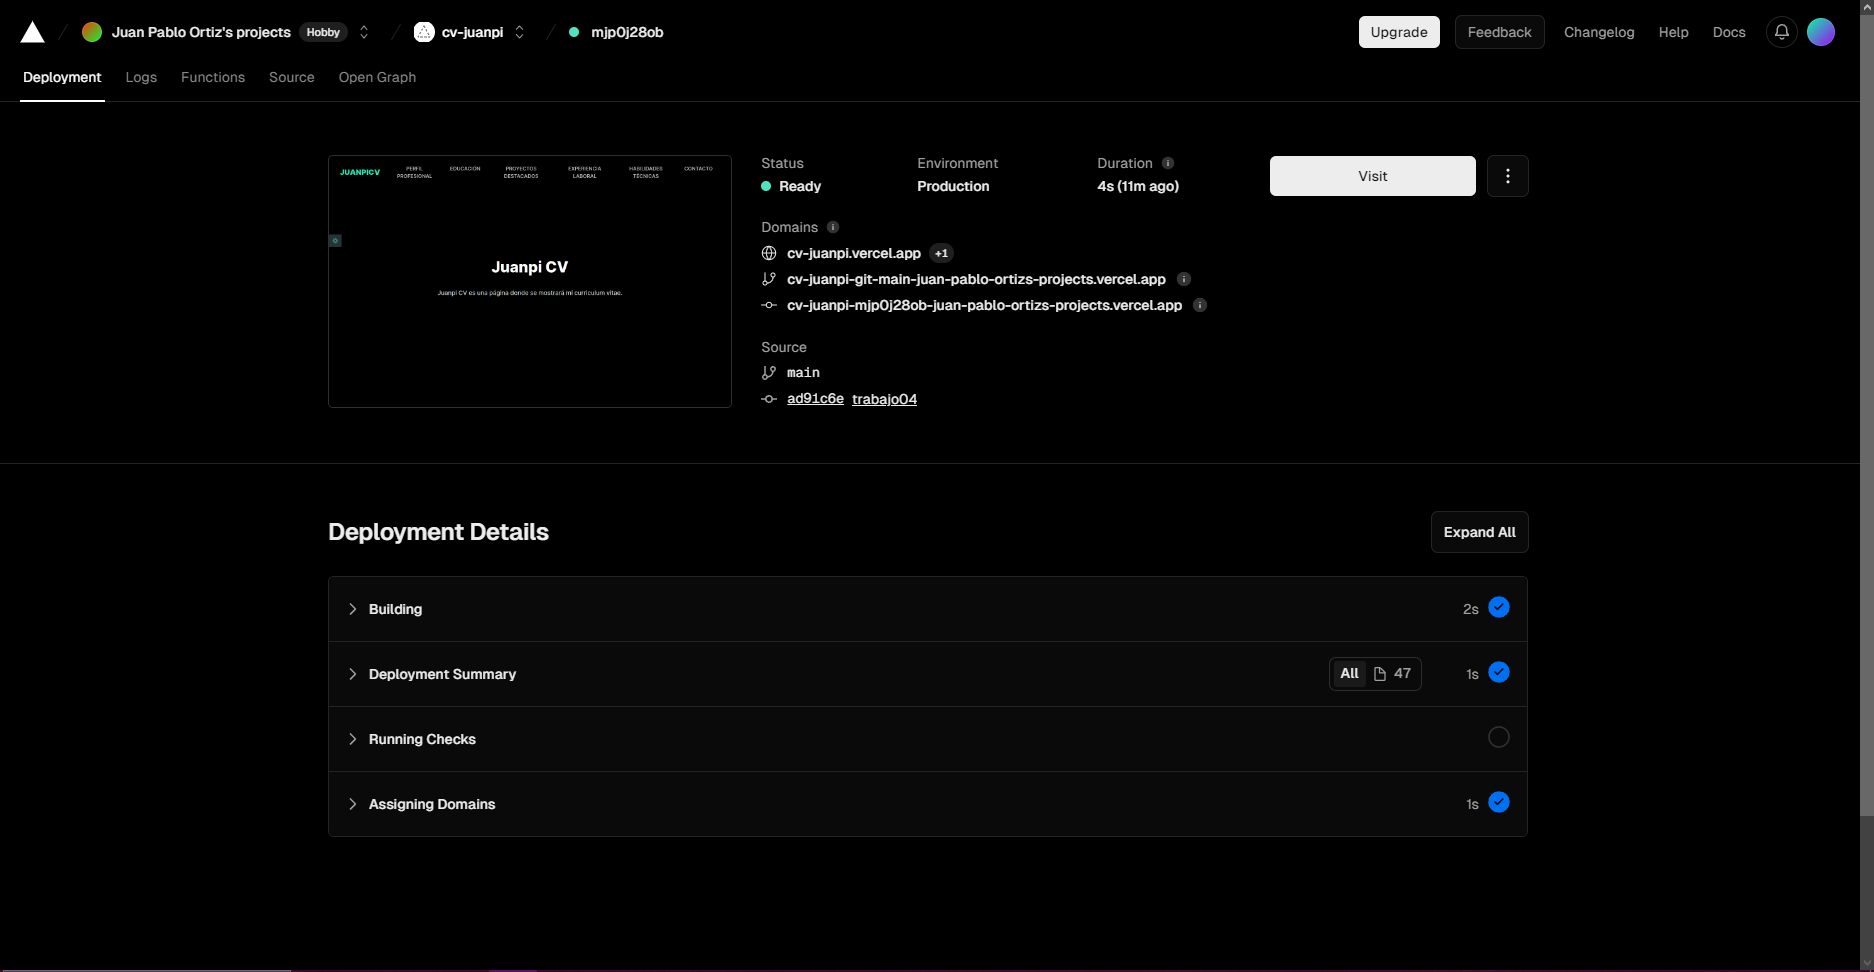 Juan Pablo Ortiz's projects Hobby cv-juanpi mjp0j28ob Upgrade Feedback Changelog Help Docs
Deployment Logs Functions Source Open Graph
JUANPICV PERFIL PROFESIONAL EDUCACIÓN PROYECTOS DESTACADOS EXPERIENCIA LABORAL HABILIDADES TÉCNICAS CONTACTO
Juanpi CV
Juanpi CV es una página donde se mostrará mi curriculum vitae.
Status Environment Duration
Ready Production 4s (11m ago)
Visit
Domains
cv-juanpi.vercel.app +1
cv-juanpi-git-main-juan-pablo-ortizs-projects.vercel.app
cv-juanpi-mjp0j28ob-juan-pablo-ortizs-projects.vercel.app
Source
main
ad91c6e trabajo04
Deployment Details Expand All
Building 2s
Deployment Summary All 47 1s
Running Checks
Assigning Domains 1s